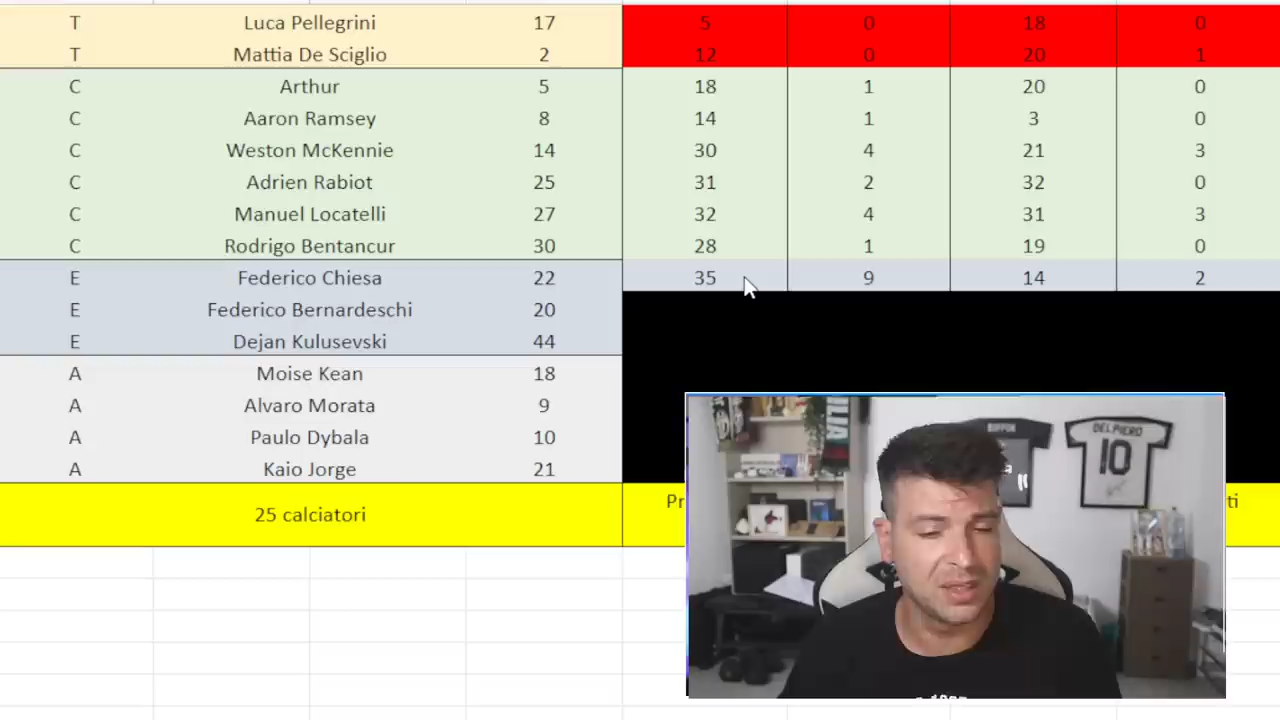 T Luca Pellegrini 17 5 0 18 0
T Mattia De Sciglio 2 12 0 20 1
C Arthur 5 18 1 20 0
C Aaron Ramsey 8 14 1 3 0
C Weston McKennie 14 30 4 21 3
C Adrien Rabiot 25 31 2 32 0
C Manuel Locatelli 27 32 4 31 3
C Rodrigo Bentancur 30 28 1 19 0
E Federico Chiesa 22 35 9 14 2
E Federico Bernardeschi 20
E Dejan Kulusevski 44
A Moise Kean 18
A Alvaro Morata 9
A Paulo Dybala 10
A Kaio Jorge 21
25 calciatori Pr ti
DEL PIERO
10